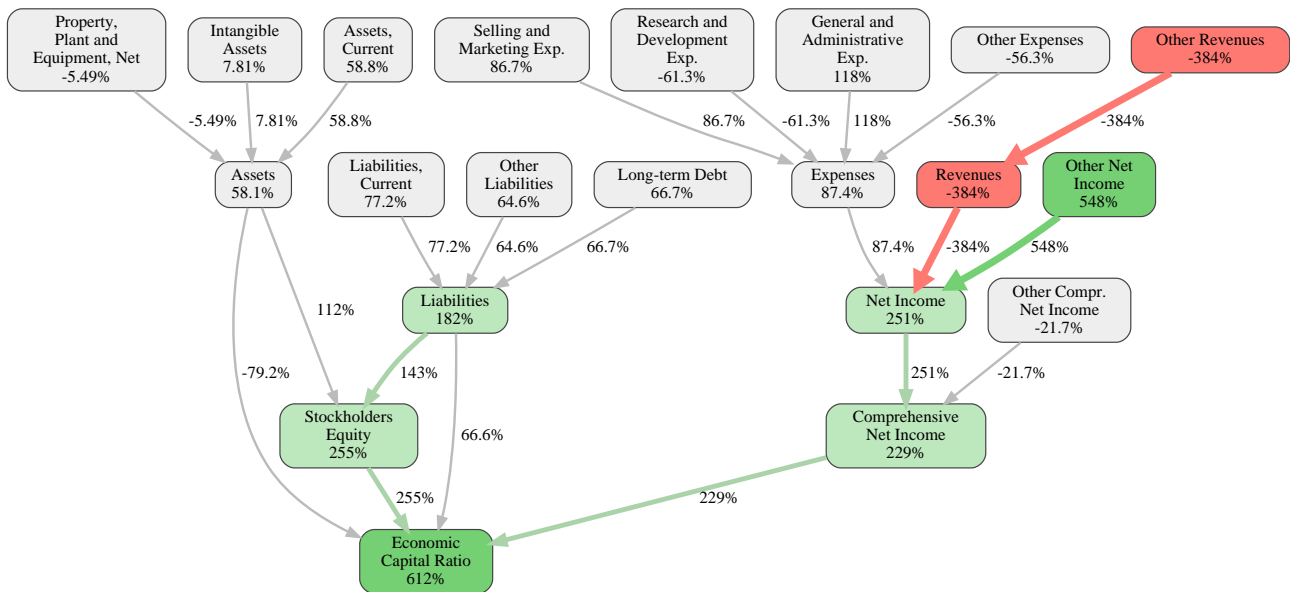 Property,
Plant and
Equipment, Net
-5.49%
Intangible
Assets
7.81%
Assets,
Current
58.8%
Selling and
Marketing Exp.
86.7%
Research and
Development
Exp.
-61.3%
General and
Administrative
Exp.
118%
Other Expenses
-56.3%
Other Revenues
-384%
-5.49%
7.81%
58.8%
86.7%
-61.3%
118%
-56.3%
-384%
Assets
58.1%
Liabilities,
Current
77.2%
Other
Liabilities
64.6%
Long-term Debt
66.7%
Expenses
87.4%
Revenues
-384%
Other Net
Income
548%
77.2%
64.6%
66.7%
87.4%
-384%
548%
Liabilities
182%
Net Income
251%
Other Compr.
Net Income
-21.7%
112%
-79.2%
143%
251%
-21.7%
Stockholders
Equity
255%
66.6%
Comprehensive
Net Income
229%
255%
229%
Economic
Capital Ratio
612%